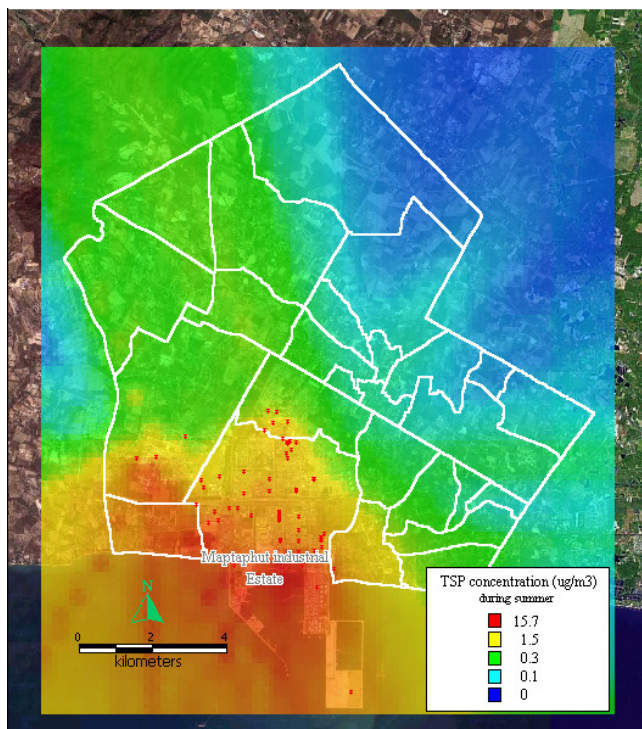 Maptaphut industrial
Estate
N
0 2 4
kilometers
TSP concentration (ug/m3)
during summer
15.7
1.5
0.3
0.1
0